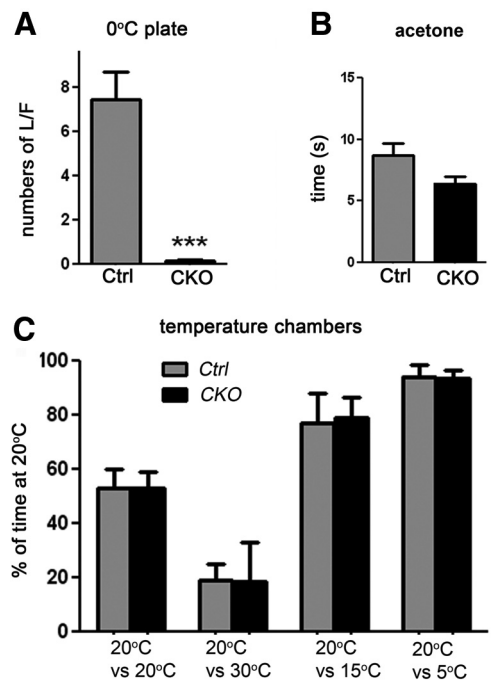 A
0°C plate
numbers of L/F
8
6
4
2
0
***
Ctrl
CKO
B
acetone
time (s)
15
10
5
0
Ctrl
CKO
C
temperature chambers
% of time at 20°C
100
80
60
40
20
0
Ctrl
CKO
20°C
vs 20°C
20°C
vs 30°C
20°C
vs 15°C
20°C
vs 5°C